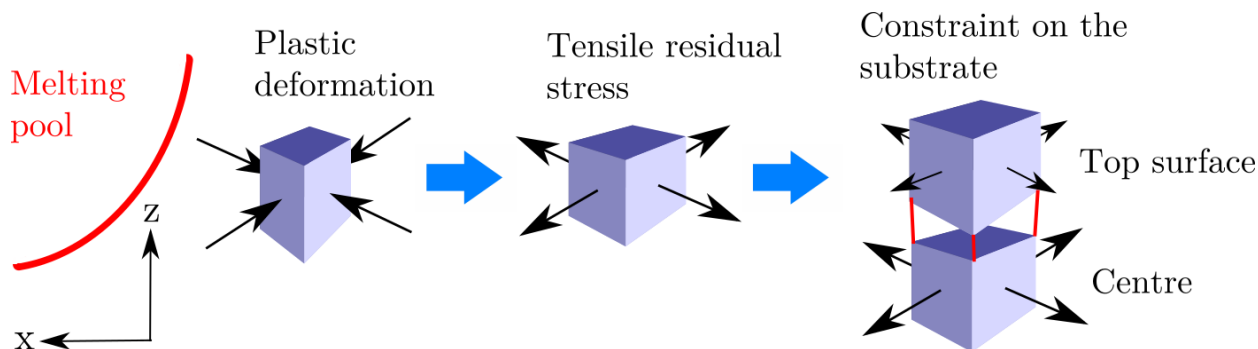 Melting
pool
z
x
Plastic
deformation
Tensile residual
stress
Constraint on the
substrate
Top surface
Centre